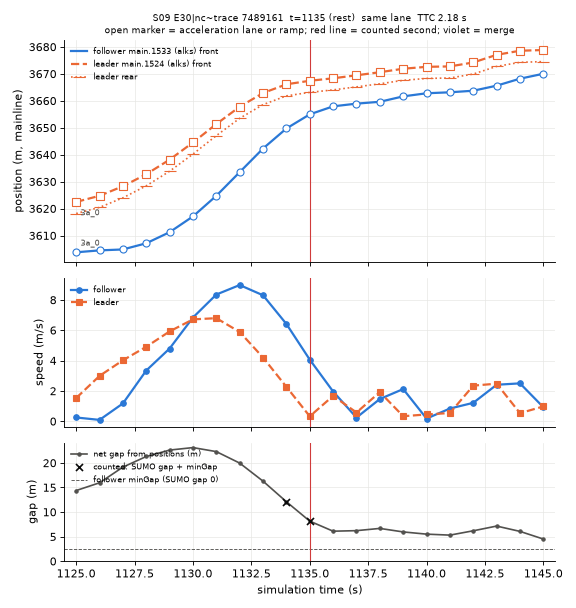 S09 E30|nc~trace 7489161  t=1135 (rest)  same lane  TTC 2.18 s
open marker = acceleration lane or ramp; red line = counted second; violet = merge
3680
3670
3660
3650
3640
3630
3620
3610
position (m, mainline)
follower main.1533 (alks) front
leader main.1524 (alks) front
leader rear
3a_0
3a_0
8
6
4
2
0
speed (m/s)
follower
leader
20
15
10
5
0
gap (m)
net gap from positions (m)
counted: SUMO gap + minGap
follower minGap (SUMO gap 0)
1125.0 1127.5 1130.0 1132.5 1135.0 1137.5 1140.0 1142.5 1145.0
simulation time (s)